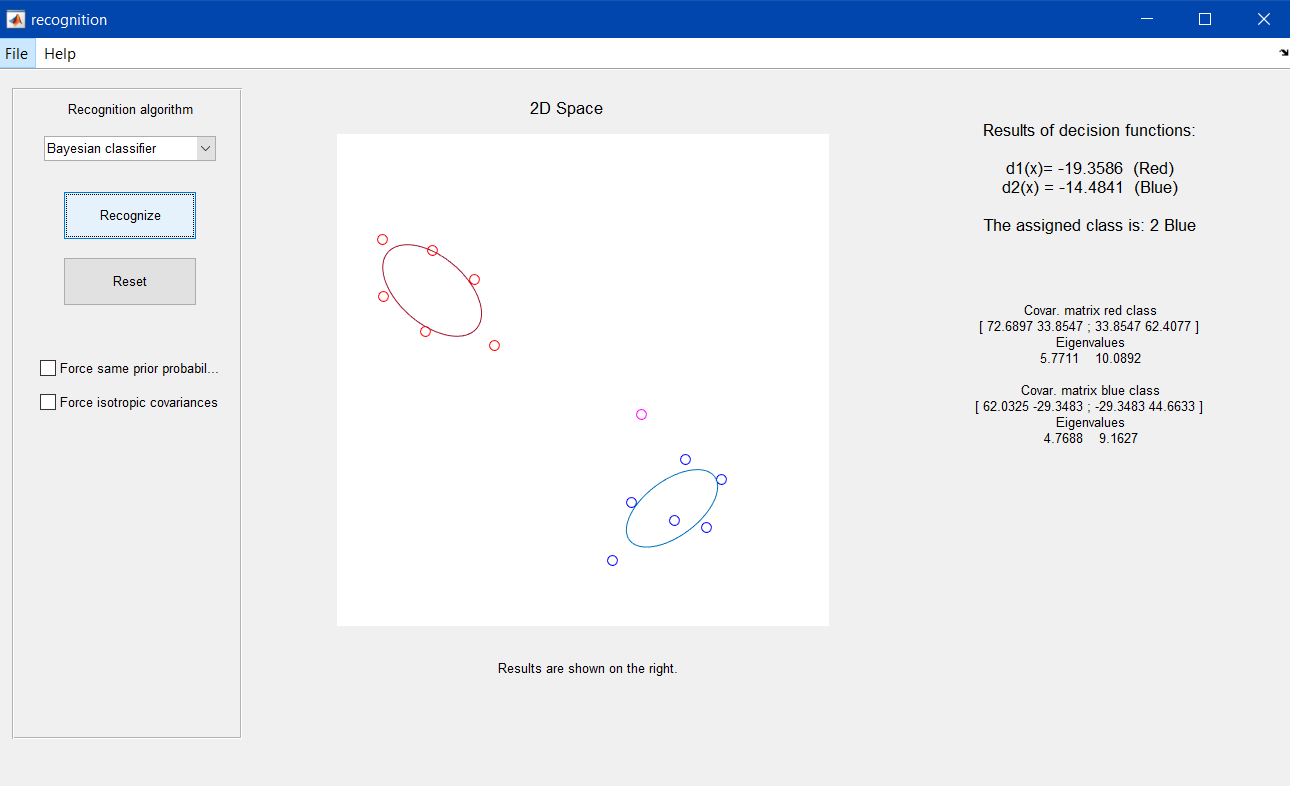 recognition
File Help
Recognition algorithm
Bayesian classifier
Recognize
Reset
Force same prior probabil...
Force isotropic covariances
2D Space
Results are shown on the right.
Results of decision functions:
d1(x)= -19.3586 (Red)
d2(x) = -14.4841 (Blue)
The assigned class is: 2 Blue
Covar. matrix red class
[ 72.6897 33.8547 ; 33.8547 62.4077 ]
Eigenvalues
5.7711 10.0892
Covar. matrix blue class
[ 62.0325 -29.3483 ; -29.3483 44.6633 ]
Eigenvalues
4.7688 9.1627